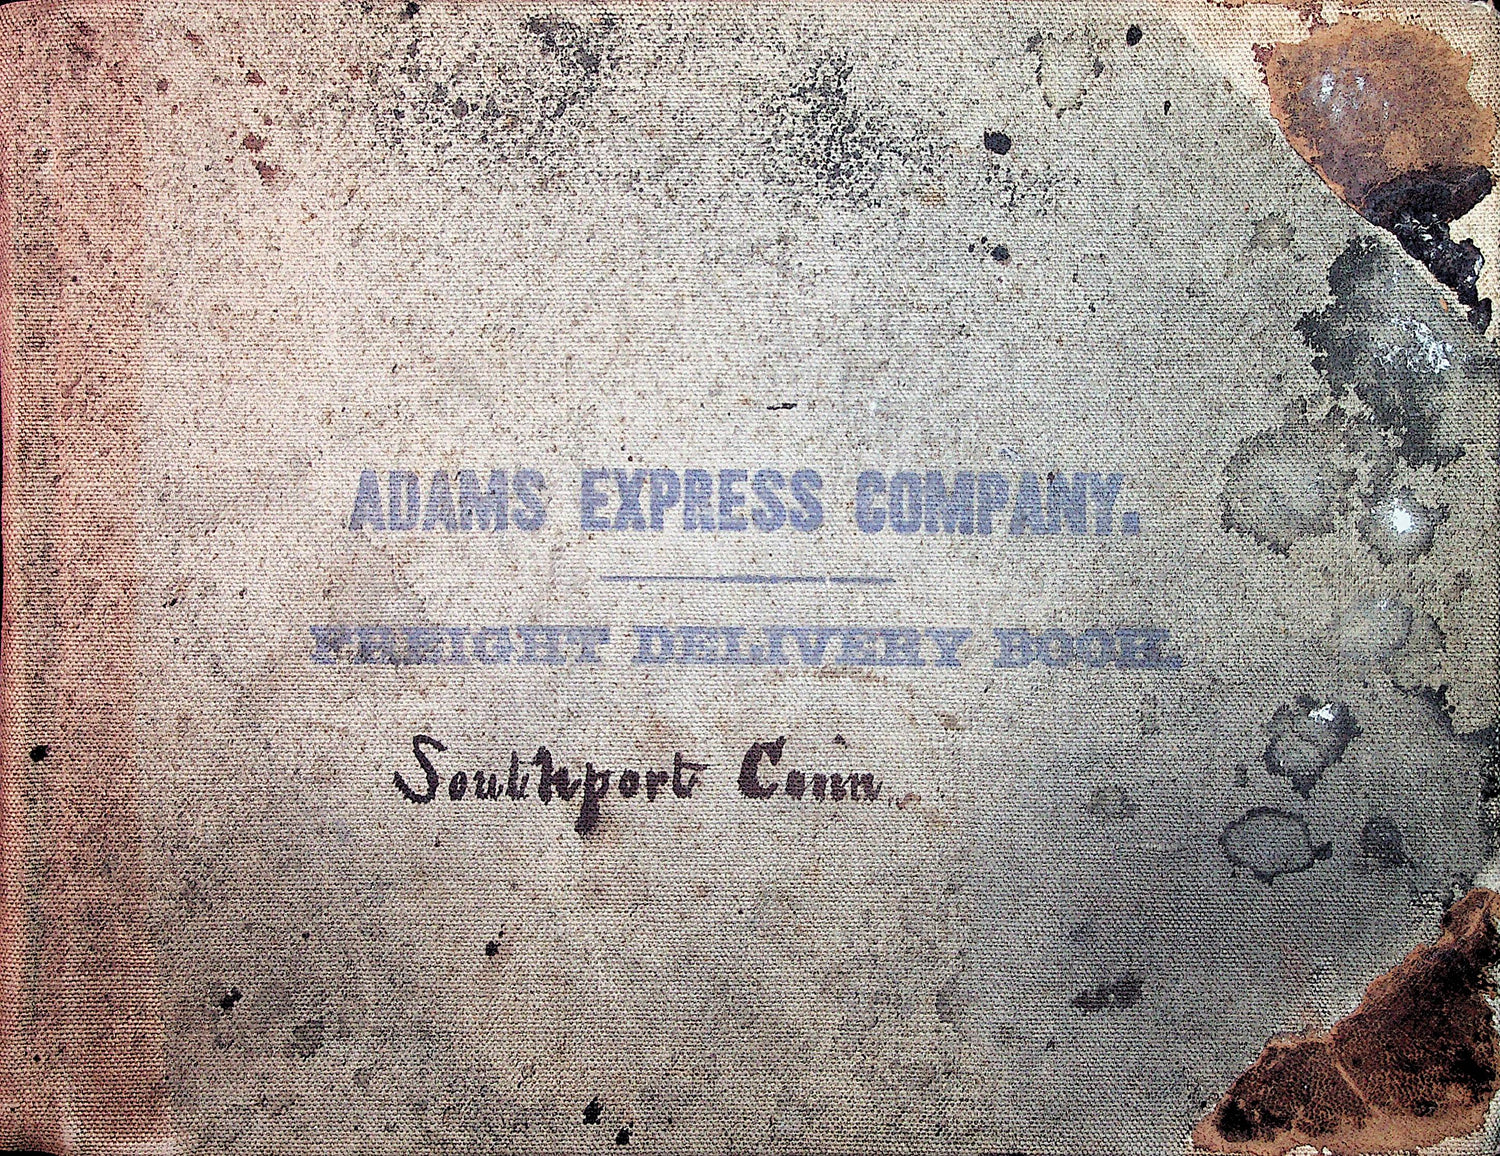 ADAMS EXPRESS COMPANY.
FREIGHT DELIVERY BOOK.
Southport Conn.